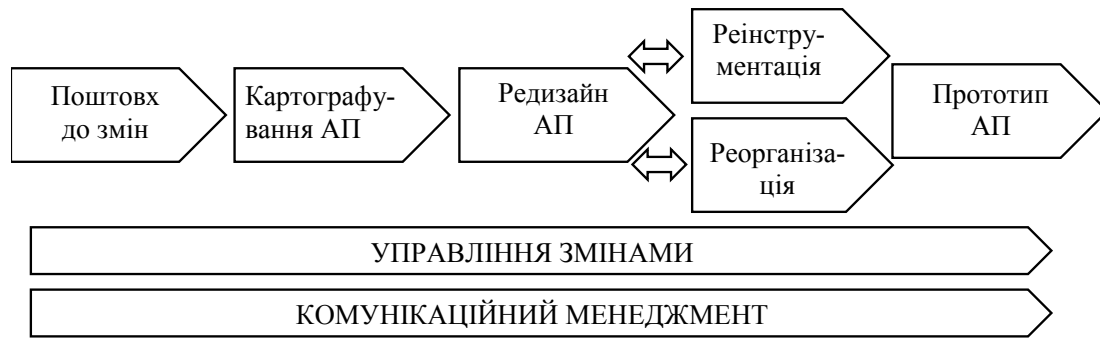 Поштовх
до змін
Картографу-
вання АП
Редизайн
АП
Реінстру-
ментація
Реорганіза-
ція
Прототип
АП
УПРАВЛІННЯ ЗМІНАМИ
КОМУНІКАЦІЙНИЙ МЕНЕДЖМЕНТ